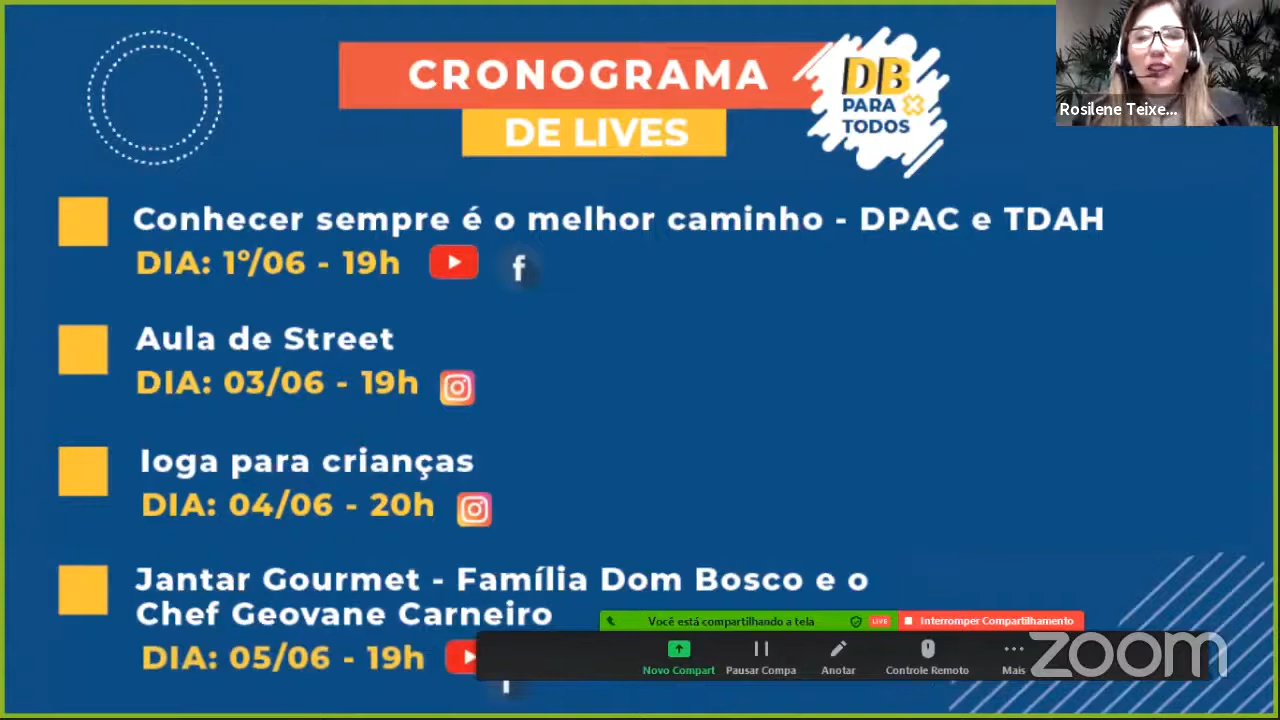 CRONOGRAMA
DE LIVES
DB
PARA
TODOS
Rosilene Teixe...
Conhecer sempre é o melhor caminho - DPAC e TDAH
DIA: 1º/06 - 19h
Aula de Street
DIA: 03/06 - 19h
Ioga para crianças
DIA: 04/06 - 20h
Jantar Gourmet - Família Dom Bosco e o
Chef Geovane Carneiro
DIA: 05/06 - 19h
Você está compartilhando a tela
LIVE
Interromper Compartilhamento
Novo Compart
Pausar Compa
Anotar
Controle Remoto
Mais
zoom